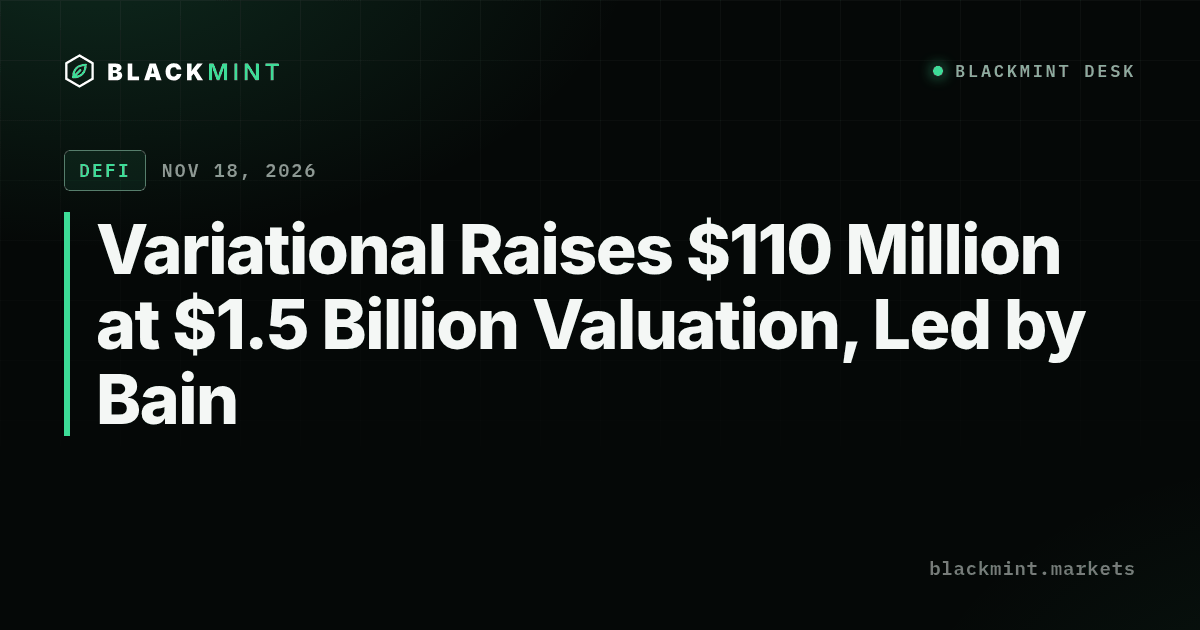 BLACKMINT
BLACKMINT DESK
DEFI
NOV 18, 2026
Variational Raises $110 Million
at $1.5 Billion Valuation, Led by
Bain
blackmint.markets